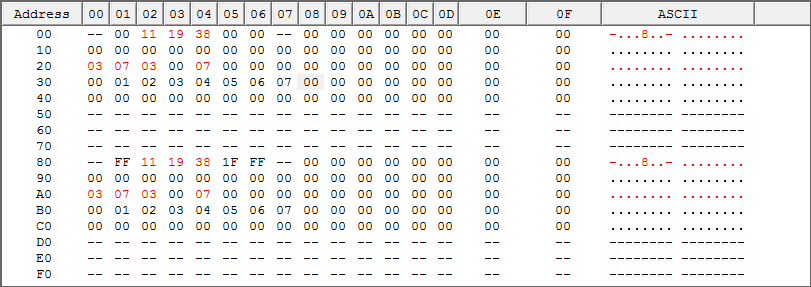 Address 00 01 02 03 04 05 06 07 08 09 0A 0B 0C 0D 0E 0F ASCII
00 -- 00 11 19 38 00 00 -- 00 00 00 00 00 00 00 00 -...8..- ........
10 00 00 00 00 00 00 00 00 00 00 00 00 00 00 00 00 ........ ........
20 03 07 03 00 07 00 00 00 00 00 00 00 00 00 00 00 ........ ........
30 00 01 02 03 04 05 06 07 00 00 00 00 00 00 00 00 ........ ........
40 00 00 00 00 00 00 00 00 00 00 00 00 00 00 00 00 ........ ........
50 -- -- -- -- -- -- -- -- -- -- -- -- -- -- -- -- -------- --------
60 -- -- -- -- -- -- -- -- -- -- -- -- -- -- -- -- -------- --------
70 -- -- -- -- -- -- -- -- -- -- -- -- -- -- -- -- -------- --------
80 -- FF 11 19 38 1F FF -- 00 00 00 00 00 00 00 00 -...8..- ........
90 00 00 00 00 00 00 00 00 00 00 00 00 00 00 00 00 ........ ........
A0 03 07 03 00 07 00 00 00 00 00 00 00 00 00 00 00 ........ ........
B0 00 01 02 03 04 05 06 07 00 00 00 00 00 00 00 00 ........ ........
C0 00 00 00 00 00 00 00 00 00 00 00 00 00 00 00 00 ........ ........
D0 -- -- -- -- -- -- -- -- -- -- -- -- -- -- -- -- -------- --------
E0 -- -- -- -- -- -- -- -- -- -- -- -- -- -- -- -- -------- --------
F0 -- -- -- -- -- -- -- -- -- -- -- -- -- -- -- -- -------- --------